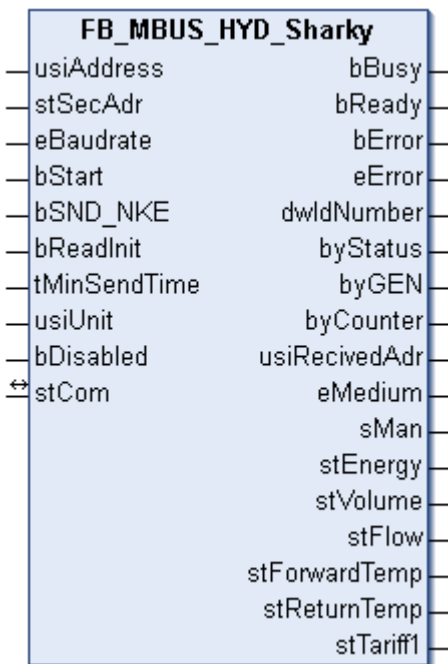 FB_MBUS_HYD_Sharky
usiAddress bBusy
stSecAdr bReady
eBaudrate bError
bStart eError
bSND_NKE dwIdNumber
bReadInit byStatus
tMinSendTime byGEN
usiUnit byCounter
bDisabled usiRecivedAdr
stCom eMedium
sMan
stEnergy
stVolume
stFlow
stForwardTemp
stReturnTemp
stTariff1